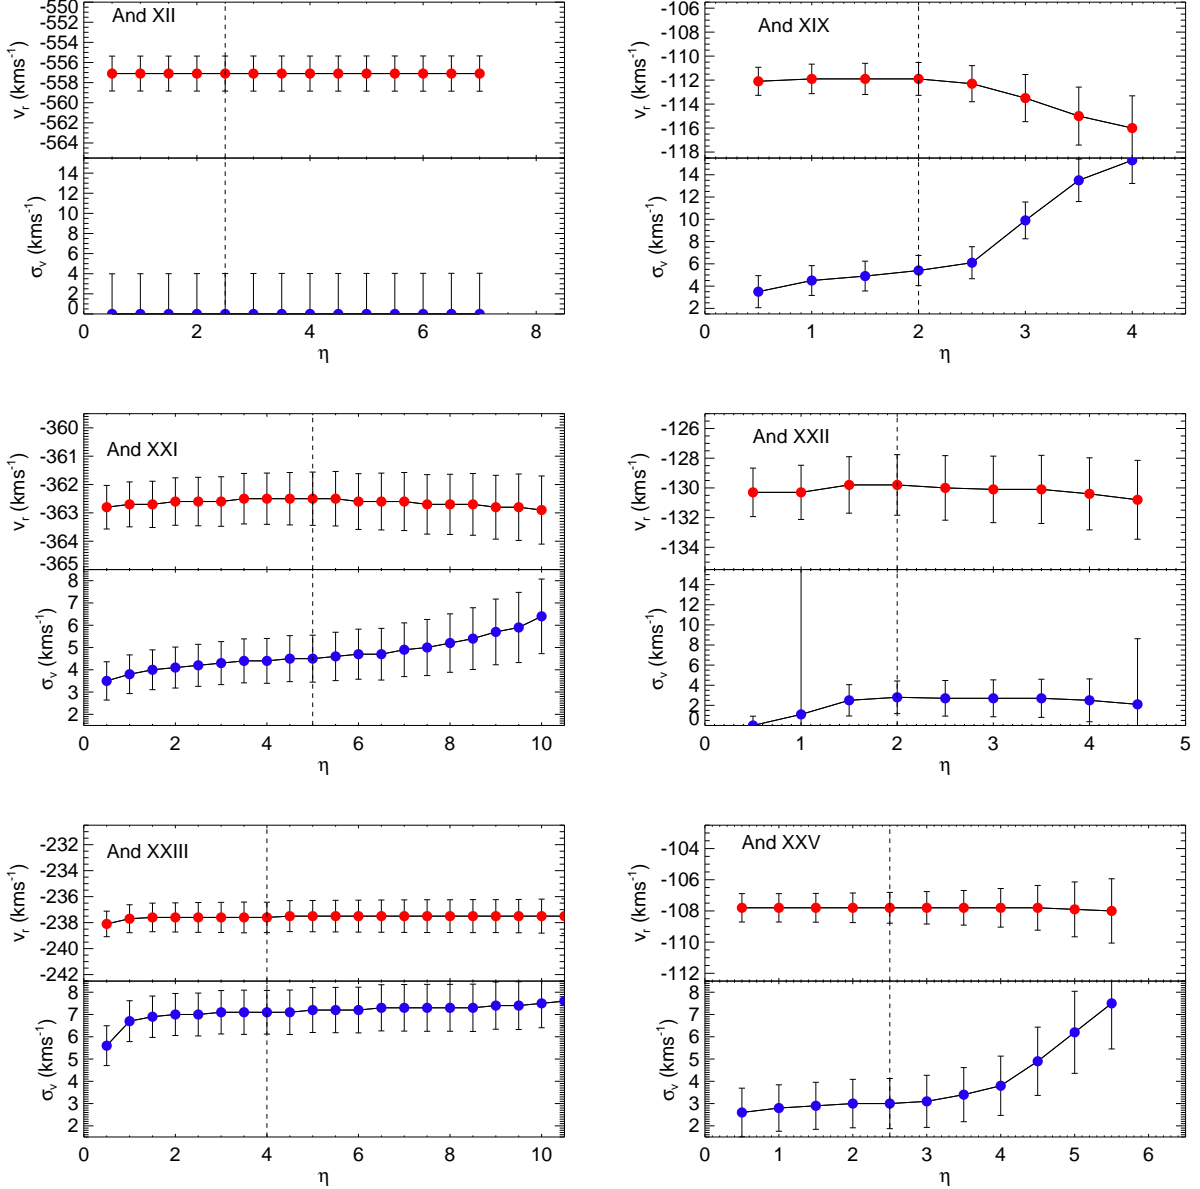 And XII
-550
-552
-554
-556
-558
-560
-562
-564
v_r (kms^-1)
14
12
10
8
6
4
2
0
σ_v (kms^-1)
0 2 4 6 8
η
And XIX
-106
-108
-110
-112
-114
-116
-118
v_r (kms^-1)
14
12
10
8
6
4
2
σ_v (kms^-1)
0 1 2 3 4 5
η
And XXI
-360
-361
-362
-363
-364
-365
v_r (kms^-1)
8
7
6
5
4
3
2
σ_v (kms^-1)
0 2 4 6 8 10
η
And XXII
-126
-128
-130
-132
-134
v_r (kms^-1)
14
12
10
8
6
4
2
0
σ_v (kms^-1)
0 1 2 3 4 5
η
And XXIII
-232
-234
-236
-238
-240
-242
v_r (kms^-1)
8
7
6
5
4
3
2
σ_v (kms^-1)
0 2 4 6 8 10
η
And XXV
-104
-106
-108
-110
-112
v_r (kms^-1)
8
7
6
5
4
3
2
σ_v (kms^-1)
0 1 2 3 4 5 6
η